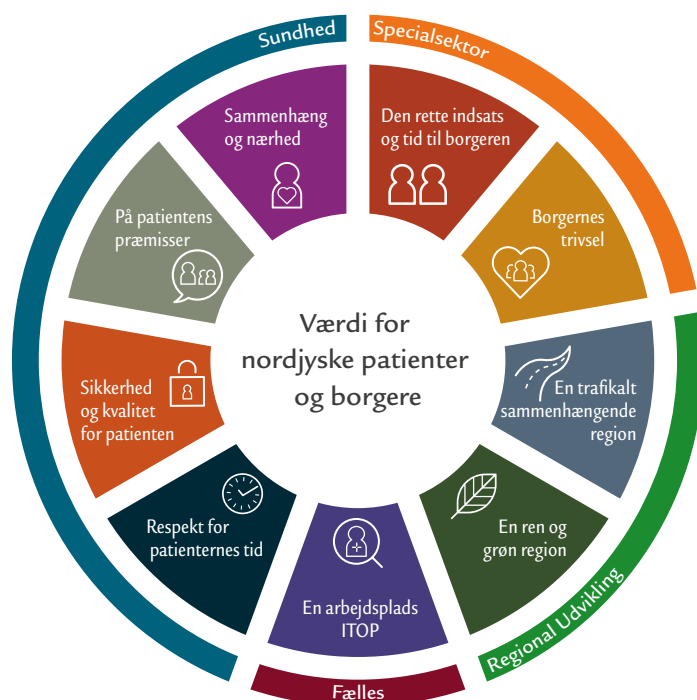 Sundhed
Specialsektor
Sammenhæng
og nærhed
Den rette indsats
og tid til borgeren
På patientens
præmisser
Borgernes
trivsel
Værdi for
nordjyske patienter
og borgere
Sikkerhed
og kvalitet
for patienten
En trafikalt
sammenhængende
region
Respekt for
patienternes tid
En ren og
grøn region
En arbejdsplads
ITOP
Regional Udvikling
Fælles